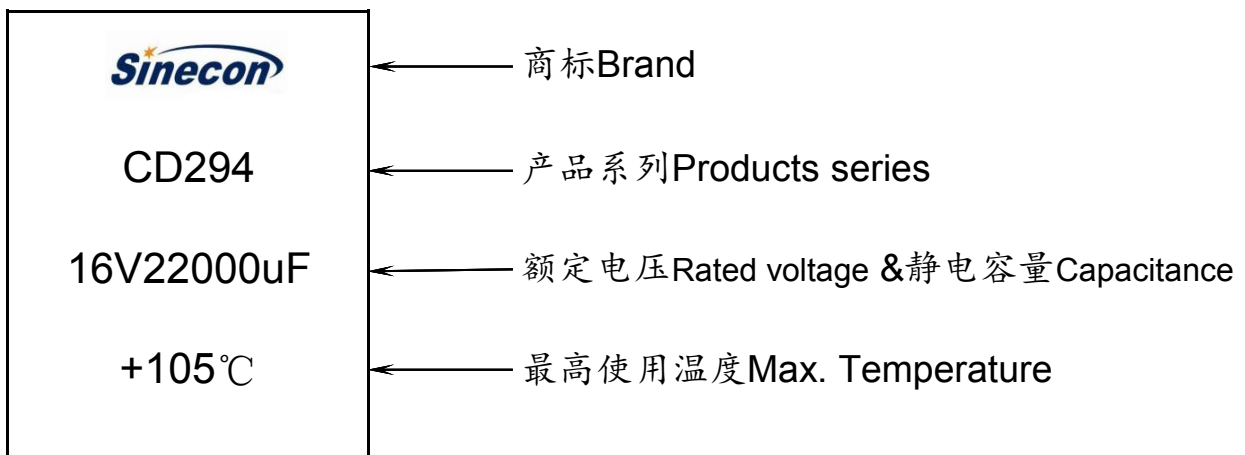 Sinecon 商标Brand
CD294 产品系列Products series
16V22000uF 额定电压Rated voltage &静电容量Capacitance
+105℃ 最高使用温度Max. Temperature